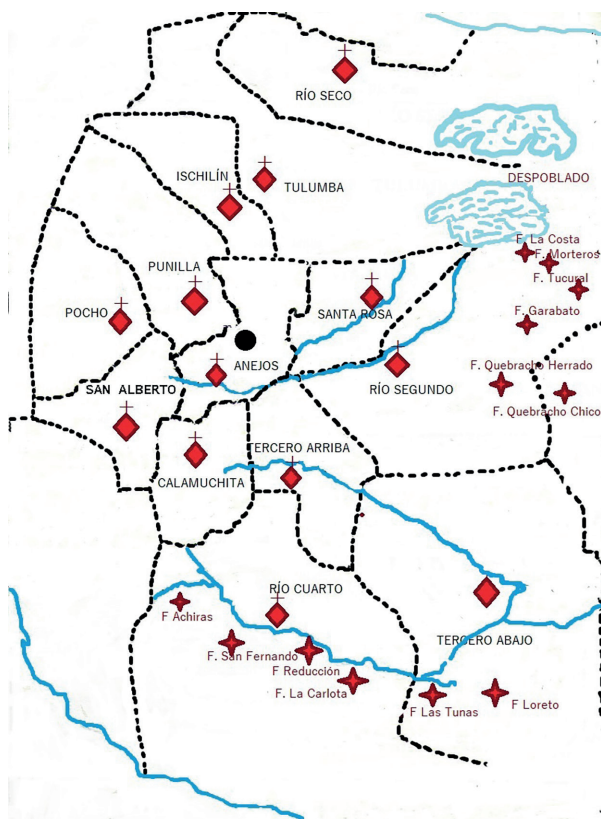 RÍO SECO
DESPOBLADO
ISCHILÍN
TULUMBA
F. La Costa
F. Morteros
PUNILLA
F. Tucural
POCHO
SANTA ROSA
F. Garabato
ANEJOS
F. Quebracho Herrado
SAN ALBERTO
RÍO SEGUNDO
F. Quebracho Chico
TERCERO ARRIBA
CALAMUCHITA
RÍO CUARTO
F Achiras
TERCERO ABAJO
F. San Fernando
F Reducción
F. La Carlota
F Las Tunas
F Loreto